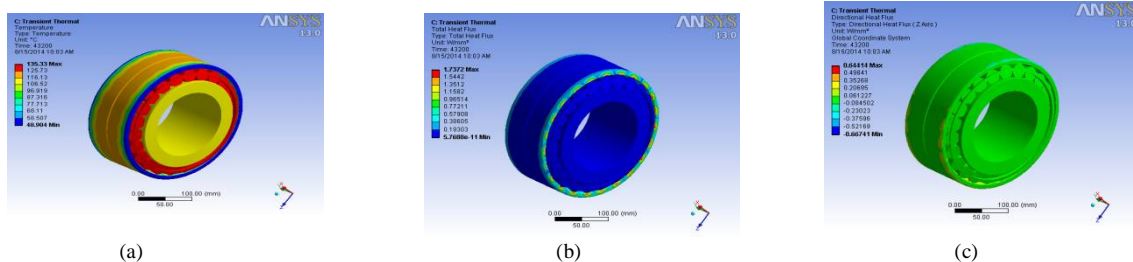 C: Transient Thermal
Temperature
Type: Temperature
Unit: °C
Time: 43200
8/15/2014 10:03 AM
135.33 Max
125.73
116.13
106.52
96.919
87.316
77.713
68.11
58.507
48.904 Min
ANSYS
13.0
0.00
100.00 (mm)
50.00
X
Z
(a)
C: Transient Thermal
Total Heat Flux
Type: Total Heat Flux
Unit: W/mm²
Time: 43200
8/15/2014 10:03 AM
1.7372 Max
1.5442
1.3512
1.1582
0.96514
0.77211
0.57908
0.38605
0.19303
5.7688e-11 Min
ANSYS
13.0
0.00
100.00 (mm)
50.00
X
Z
(b)
C: Transient Thermal
Directional Heat Flux
Type: Directional Heat Flux ( Z Axis )
Unit: W/mm²
Global Coordinate System
Time: 43200
8/15/2014 10:03 AM
0.64414 Max
0.49841
0.35268
0.20695
0.061227
-0.084502
-0.23023
-0.37596
-0.52169
-0.66741 Min
ANSYS
13.0
0.00
100.00 (mm)
50.00
X
Z
(c)